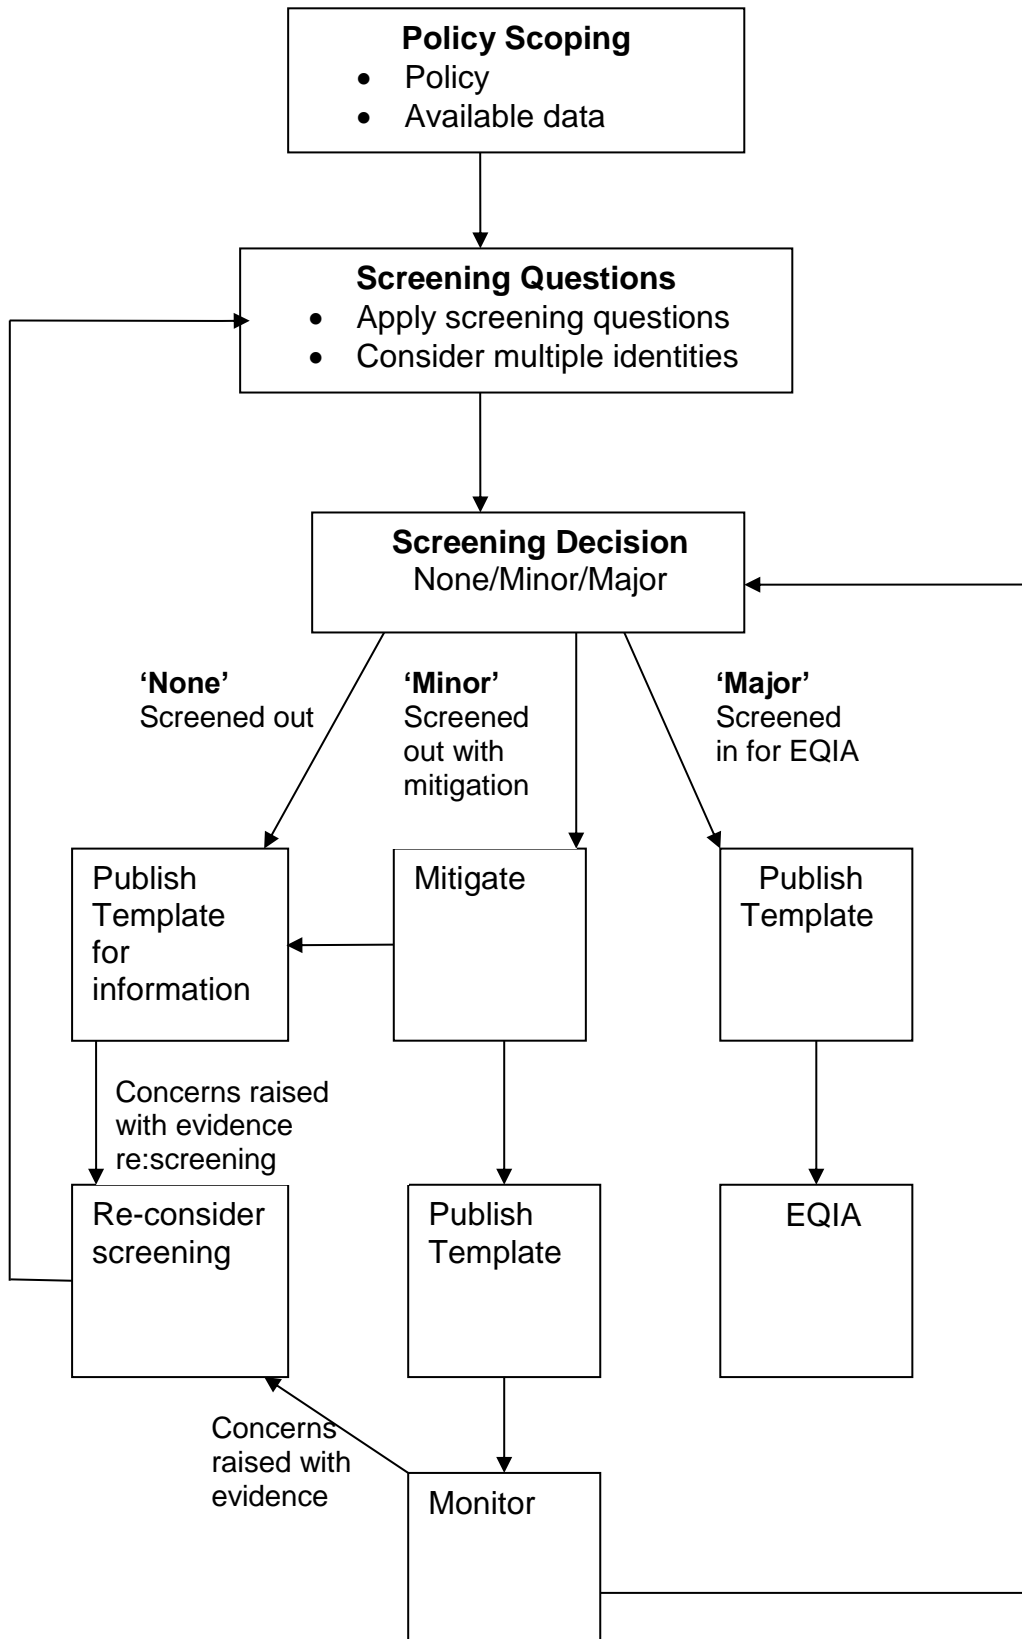 Policy Scoping
• Policy
• Available data
Screening Questions
• Apply screening questions
• Consider multiple identities
Screening Decision
None/Minor/Major
‘None’
Screened out
‘Minor’
Screened
out with
mitigation
‘Major’
Screened
in for EQIA
Publish
Template
for
information
Mitigate
Publish
Template
Concerns raised
with evidence
re:screening
Re-consider
screening
Publish
Template
EQIA
Concerns
raised with
evidence
Monitor